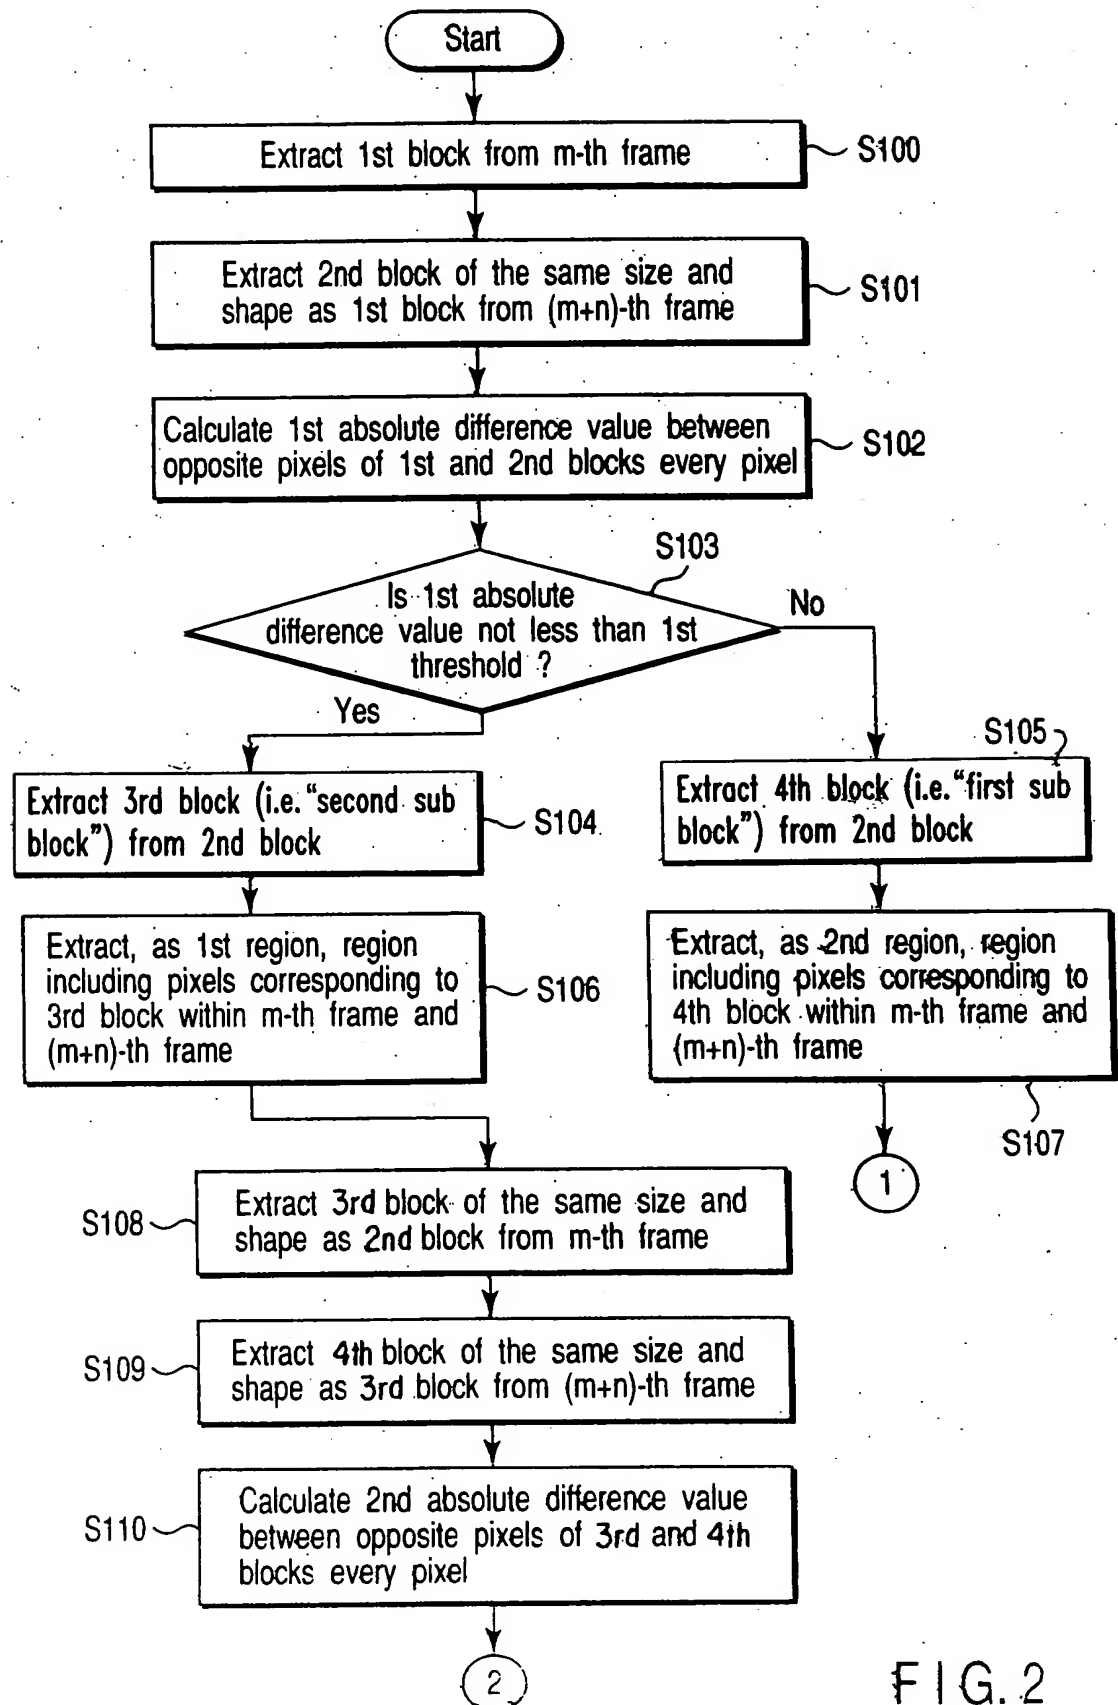 Start
Extract 1st block from m-th frame
S100
Extract 2nd block of the same size and
shape as 1st block from (m+n)-th frame
S101
Calculate 1st absolute difference value between
opposite pixels of 1st and 2nd blocks every pixel
S102
S103
Is 1st absolute
difference value not less than 1st
threshold ?
No
Yes
Extract 3rd block (i.e. "second sub
block") from 2nd block
S104
S105
Extract 4th block (i.e. "first sub
block") from 2nd block
Extract, as 1st region, region
including pixels corresponding to
3rd block within m-th frame and
(m+n)-th frame
S106
Extract, as 2nd region, region
including pixels corresponding to
4th block within m-th frame and
(m+n)-th frame
S107
1
S108
Extract 3rd block of the same size and
shape as 2nd block from m-th frame
S109
Extract 4th block of the same size and
shape as 3rd block from (m+n)-th frame
S110
Calculate 2nd absolute difference value
between opposite pixels of 3rd and 4th
blocks every pixel
2
FIG. 2